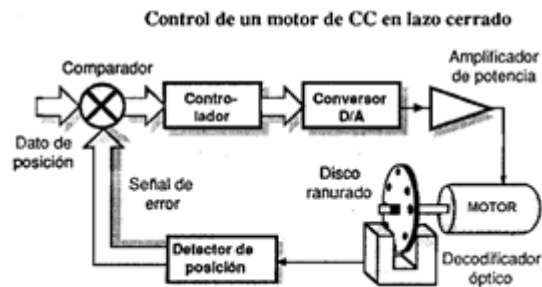 Control de un motor de CC en lazo cerrado
Amplificador
de potencia
Comparador
Contro-
lador
Conversor
D/A
Dato de
posición
Señal de
error
Disco
ranurado
MOTOR
Detector de
posición
Decodificador
óptico